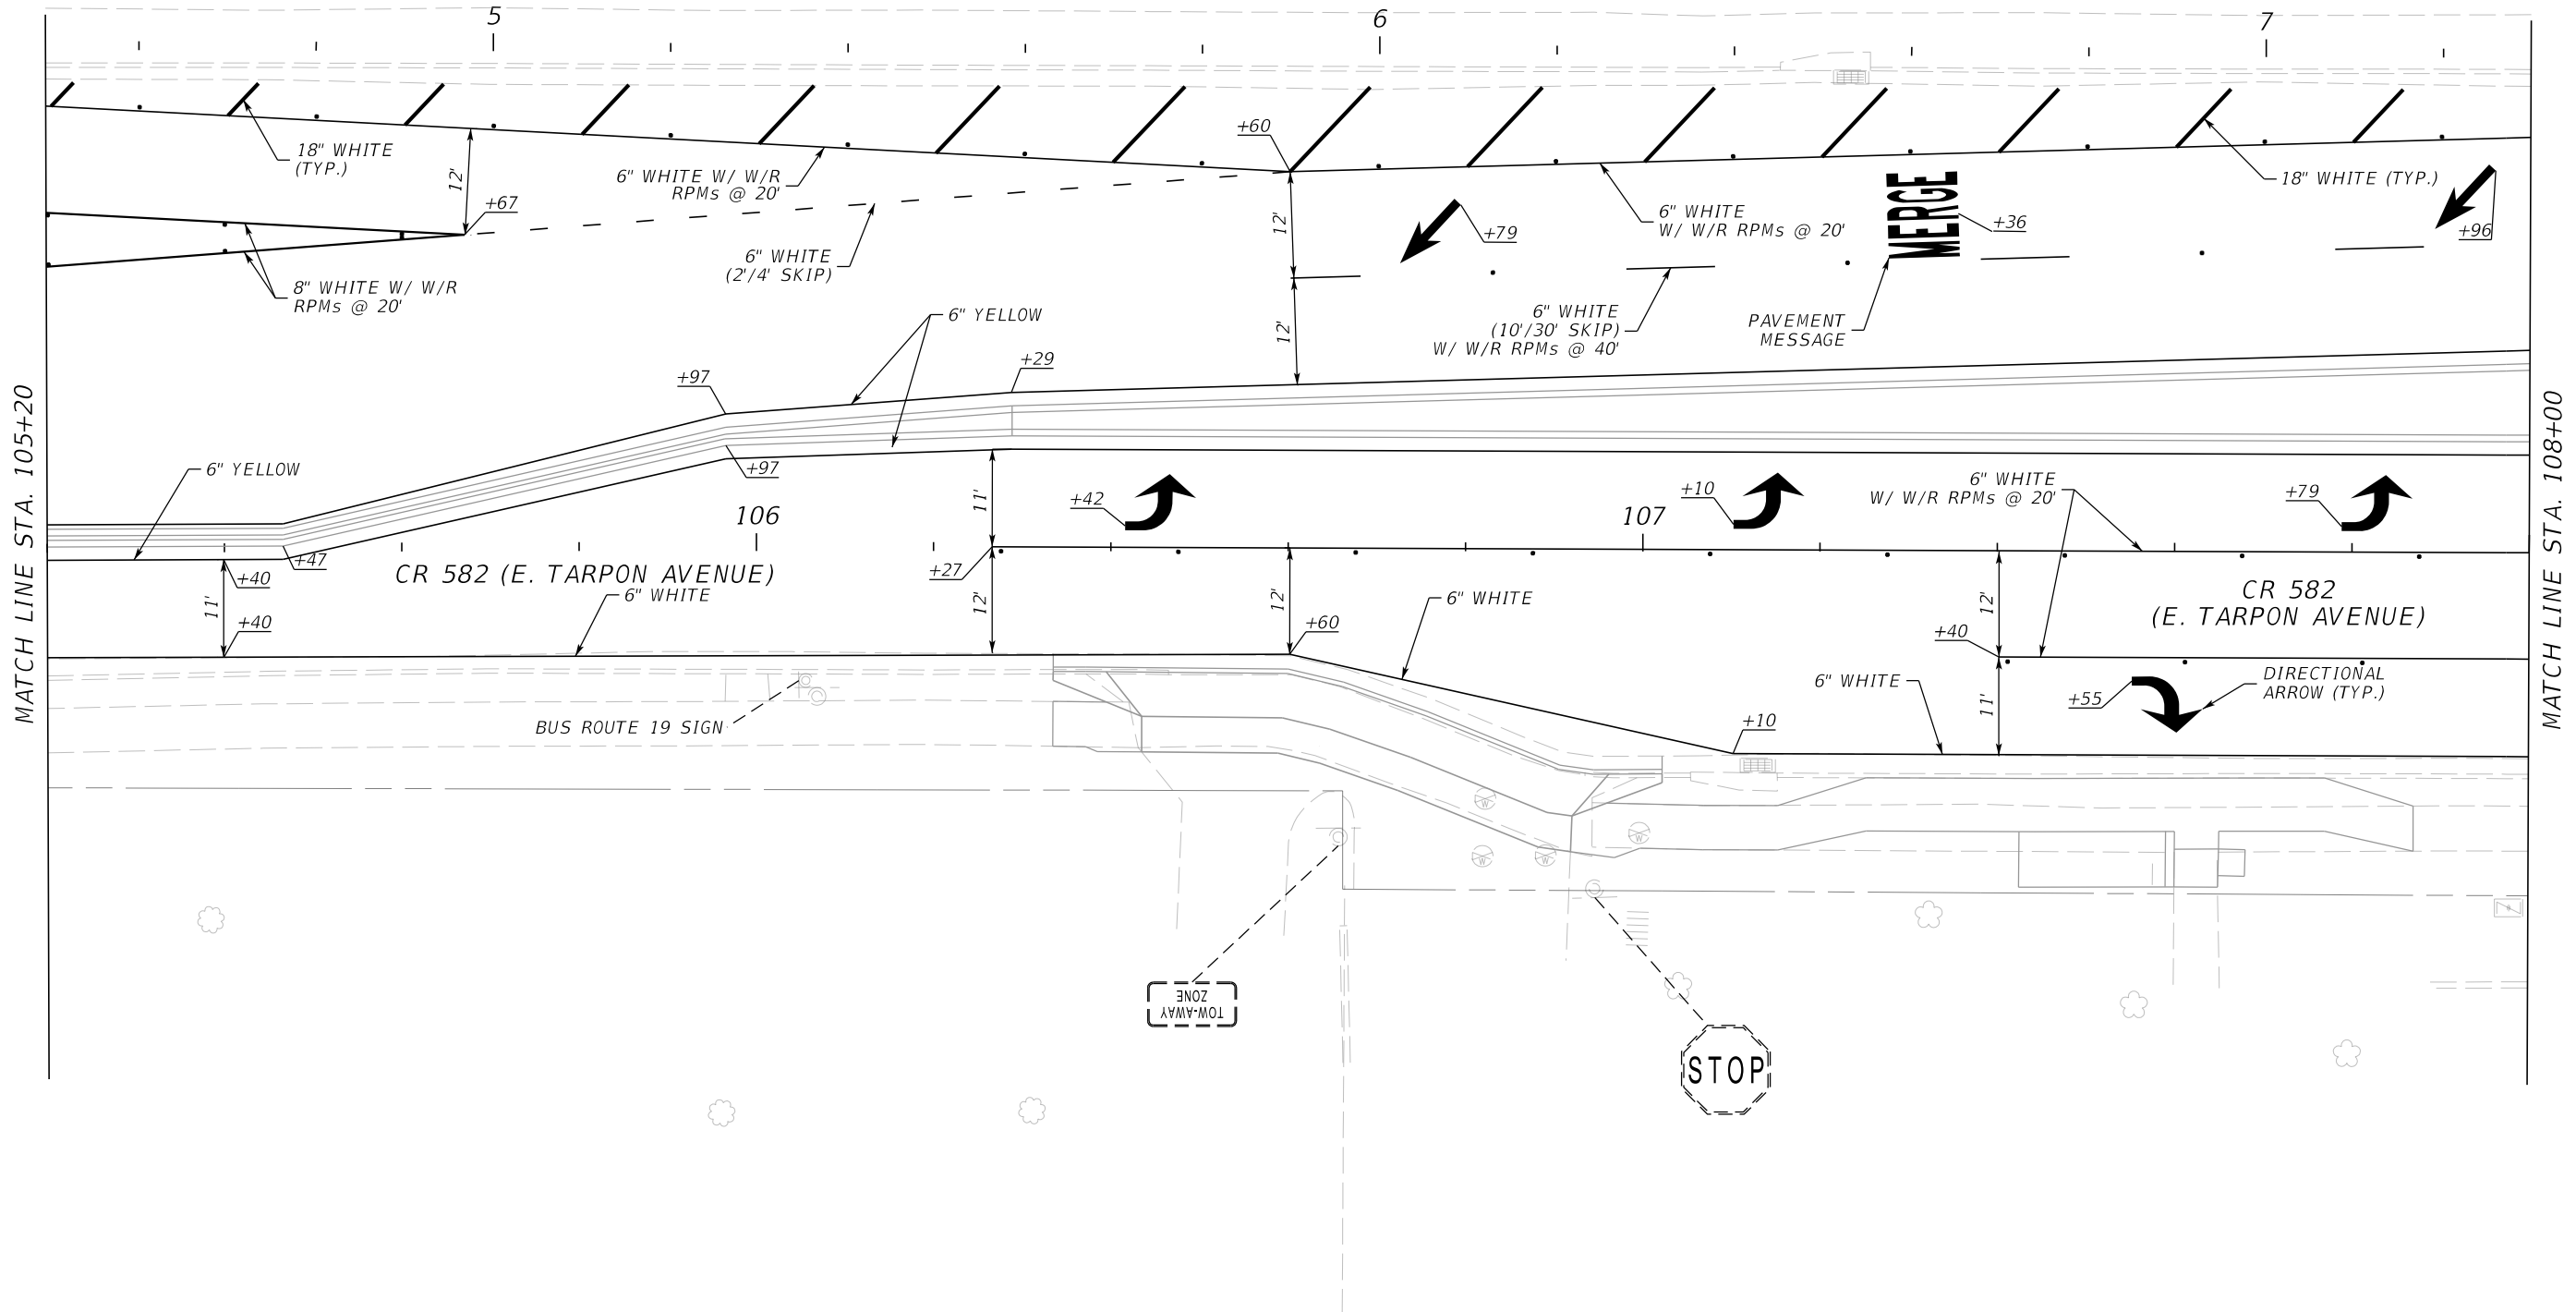 5
6
7
+60
18" WHITE
(TYP.)
12'
6" WHITE W/ W/R
RPMs @ 20'
+67
18" WHITE (TYP.)
MERGE
6" WHITE
W/ W/R RPMs @ 20'
+36
+96
12'
+79
6" WHITE
(2'/4' SKIP)
8" WHITE W/ W/R
RPMs @ 20'
6" YELLOW
12'
6" WHITE
(10'/30' SKIP)
W/ W/R RPMs @ 40'
PAVEMENT
MESSAGE
+97
+29
MATCH LINE STA. 105+20
MATCH LINE STA. 108+00
6" YELLOW
+97
11'
+42
+10
6" WHITE
W/ W/R RPMs @ 20'
+79
106
107
+47
+40
CR 582 (E. TARPON AVENUE)
+27
6" WHITE
11'
12'
12'
6" WHITE
12'
CR 582
(E. TARPON AVENUE)
+40
+60
+40
6" WHITE
11'
+55
DIRECTIONAL
ARROW (TYP.)
+10
BUS ROUTE 19 SIGN
W
W
W
W
TOW-AWAY
ZONE
STOP